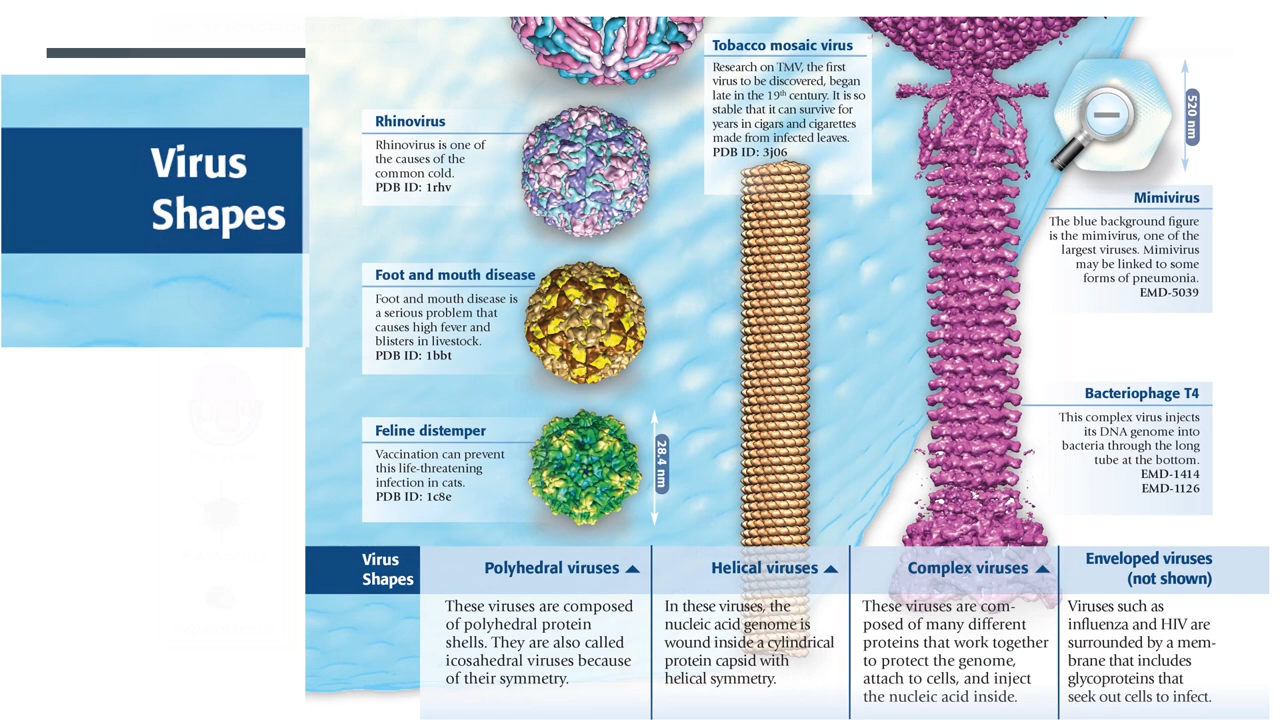 Virus
Shapes
Rhinovirus
Rhinovirus is one of
the causes of the
common cold.
PDB ID: 1rhv
Foot and mouth disease
Foot and mouth disease is
a serious problem that
causes high fever and
blisters in livestock.
PDB ID: 1bbt
Feline distemper
Vaccination can prevent
this life-threatening
infection in cats.
PDB ID: 1c8e
28.4 nm
Tobacco mosaic virus
Research on TMV, the first
virus to be discovered, began
late in the 19th century. It is so
stable that it can survive for
years in cigars and cigarettes
made from infected leaves.
PDB ID: 3j06
520 nm
Mimivirus
The blue background figure
is the mimivirus, one of the
largest viruses. Mimivirus
may be linked to some
forms of pneumonia.
EMD-5039
Bacteriophage T4
This complex virus injects
its DNA genome into
bacteria through the long
tube at the bottom.
EMD-1414
EMD-1126
Virus
Shapes
Polyhedral viruses
These viruses are composed
of polyhedral protein
shells. They are also called
icosahedral viruses because
of their symmetry.
Helical viruses
In these viruses, the
nucleic acid genome is
wound inside a cylindrical
protein capsid with
helical symmetry.
Complex viruses
These viruses are com-
posed of many different
proteins that work together
to protect the genome,
attach to cells, and inject
the nucleic acid inside.
Enveloped viruses
(not shown)
Viruses such as
influenza and HIV are
surrounded by a mem-
brane that includes
glycoproteins that
seek out cells to infect.